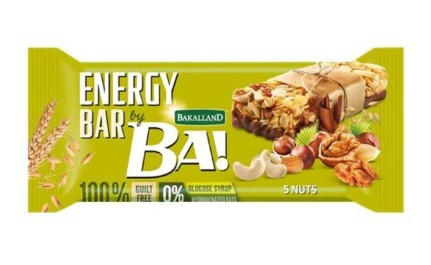 ENERGY
BAR by
BAKALLAND
BA!
100%
GUILT
FREE
0%
GLUCOSE SYRUP
HYDROGENATED FATS
5 NUTS